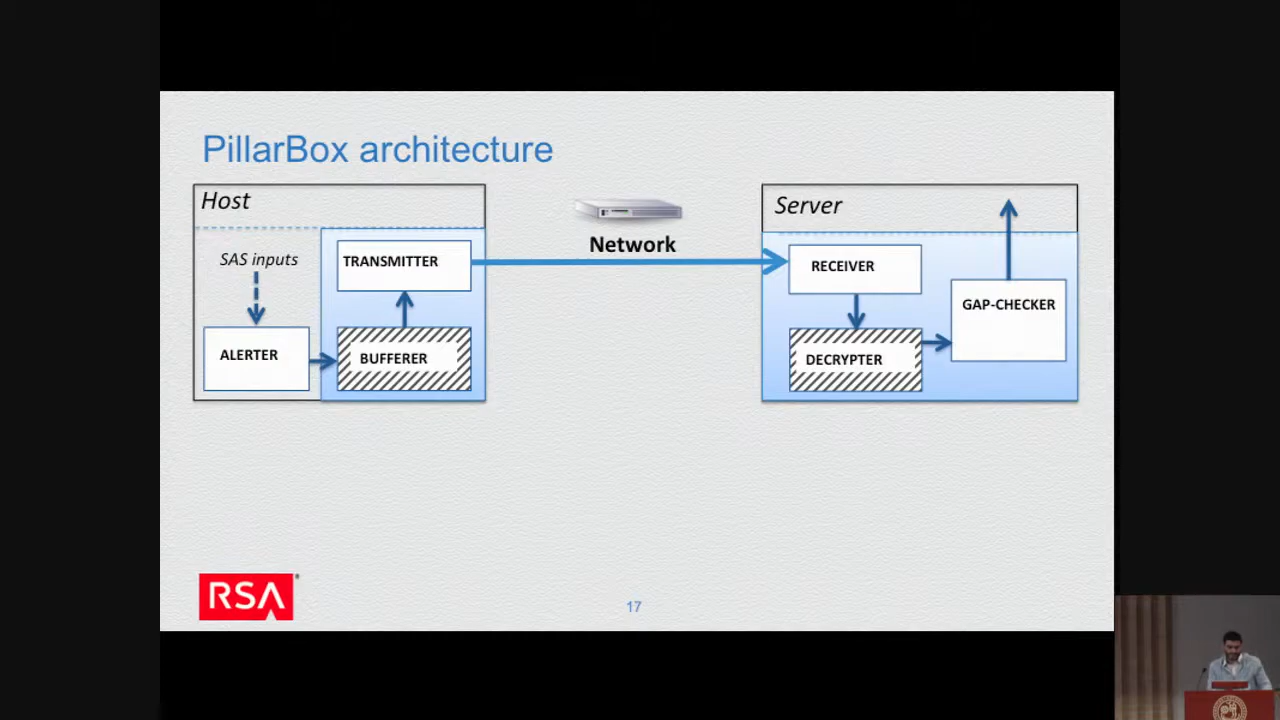 PillarBox architecture
Host
SAS inputs
ALERTER
TRANSMITTER
BUFFERER
Network
Server
RECEIVER
DECRYPTER
GAP-CHECKER
RSA
17